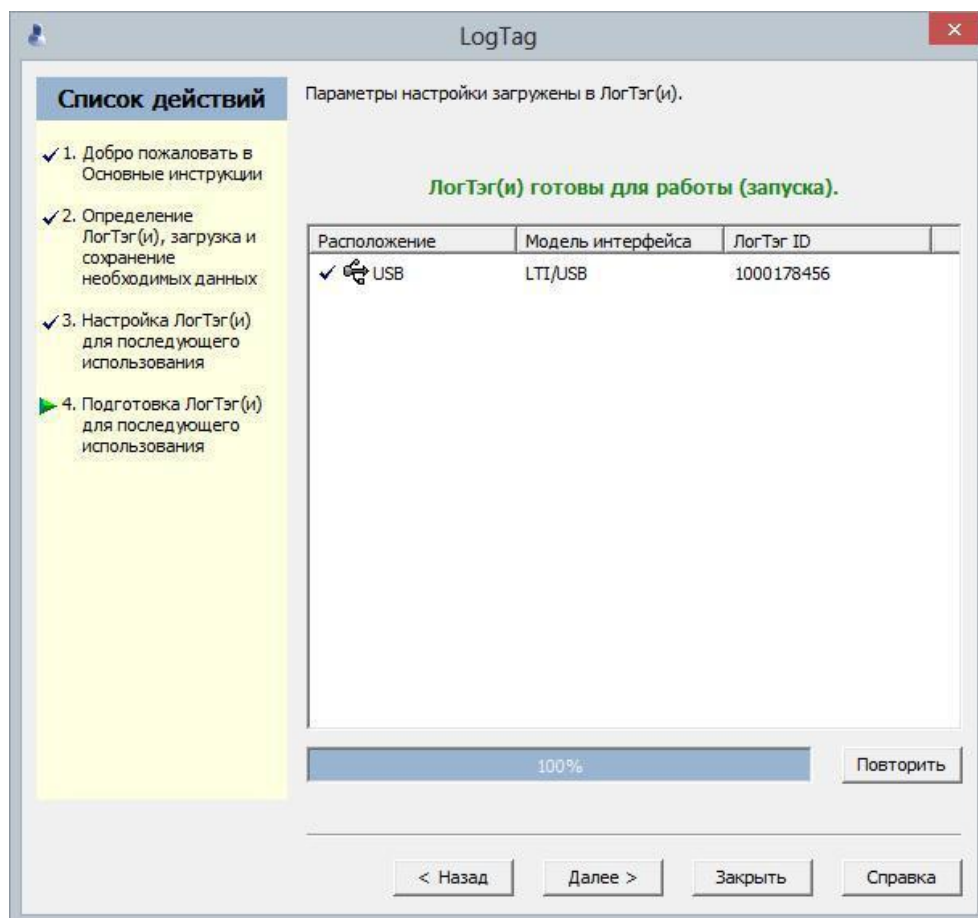 LogTag
Список действий
1. Добро пожаловать в
Основные инструкции
2. Определение
ЛогТэг(и), загрузка и
сохранение
необходимых данных
3. Настройка ЛогТэг(и)
для последующего
использования
4. Подготовка ЛогТэг(и)
для последующего
использования
Параметры настройки загружены в ЛогТэг(и).
ЛогТэг(и) готовы для работы (запуска).
Расположение Модель интерфейса ЛогТэг ID
USB LTI/USB 1000178456
100%
Повторить
< Назад Далее > Закрыть Справка